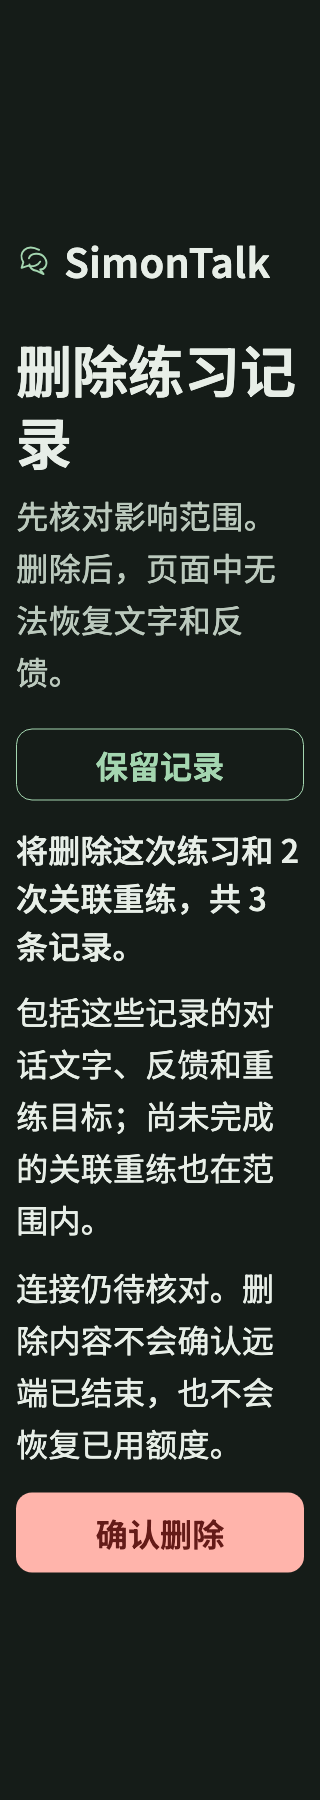 SimonTalk
删除练习记
录
先核对影响范围。
删除后，页面中无
法恢复文字和反
馈。
保留记录
将删除这次练习和 2
次关联重练，共 3
条记录。
包括这些记录的对
话文字、反馈和重
练目标；尚未完成
的关联重练也在范
围内。
连接仍待核对。删
除内容不会确认远
端已结束，也不会
恢复已用额度。
确认删除